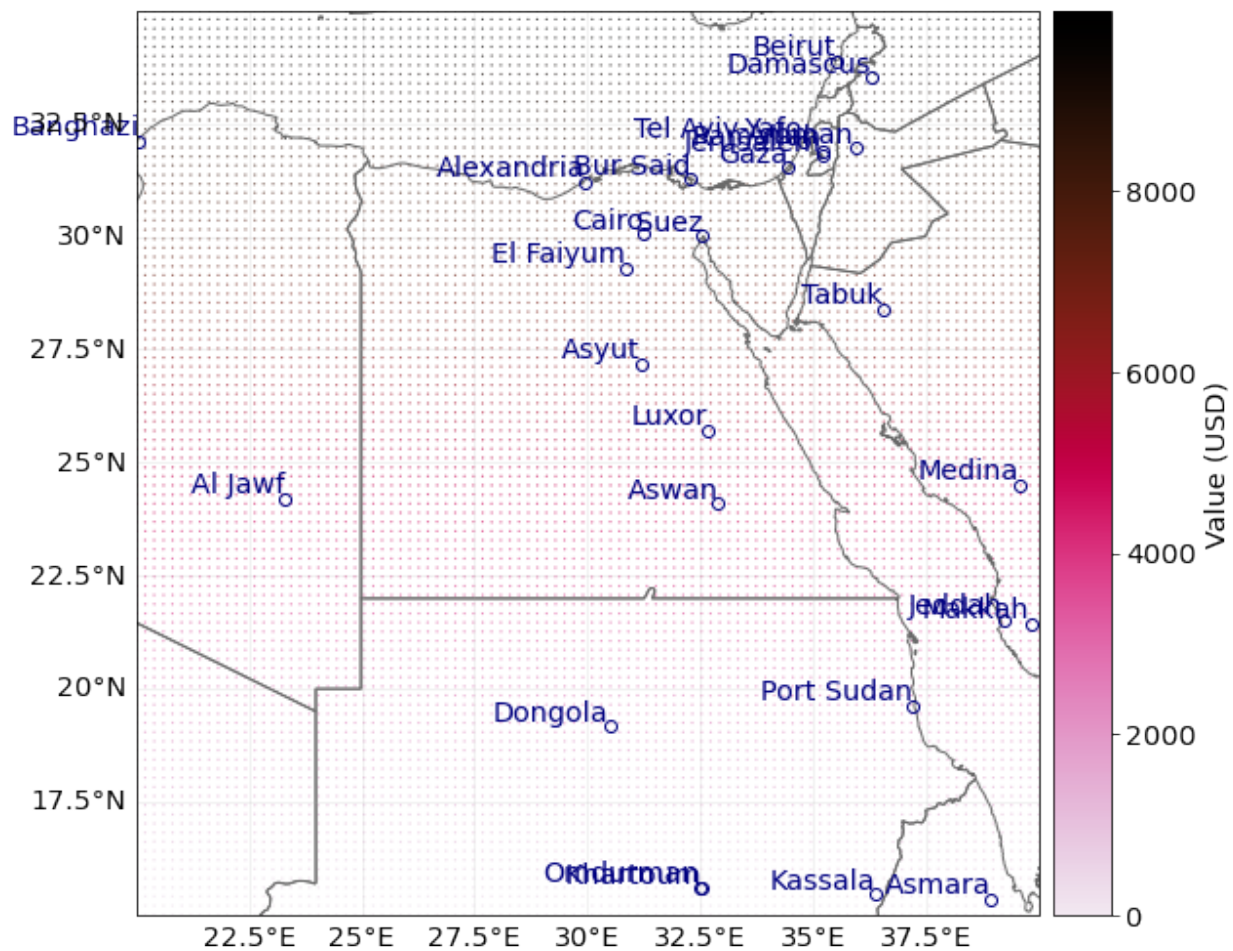 Beirut
Damascus
32.5°N
Banghazi
Tel Aviv-Yafo
Ramallah
Amman
Jerusalem
Gaza
Alexandria
Bur Said
30°N
Cairo
Suez
El Faiyum
Tabuk
27.5°N
Asyut
Luxor
25°N
Al Jawf
Aswan
Medina
22.5°N
Jeddah
Makkah
20°N
Dongola
Port Sudan
17.5°N
Omdurman
Khartoum
Kassala
Asmara
22.5°E 25°E 27.5°E 30°E 32.5°E 35°E 37.5°E
8000
6000
4000
2000
0
Value (USD)